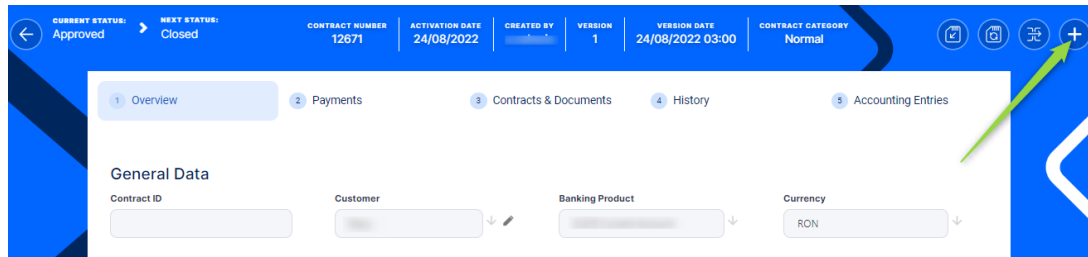 CURRENT STATUS: NEXT STATUS: CONTRACT NUMBER ACTIVATION DATE CREATED BY VERSION VERSION DATE CONTRACT CATEGORY
Approved Closed 12671 24/08/2022 1 24/08/2022 03:00 Normal
1 Overview 2 Payments 3 Contracts & Documents 4 History 5 Accounting Entries
General Data
Contract ID Customer Banking Product Currency
RON